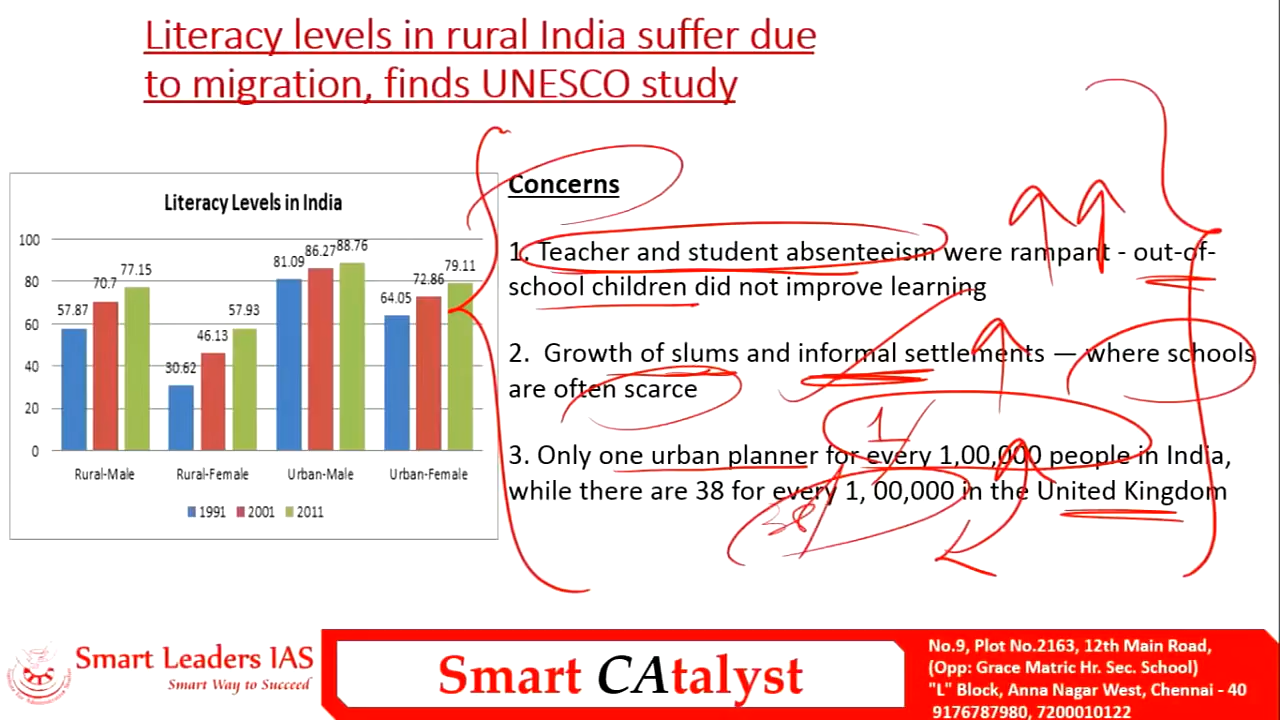 Literacy levels in rural India suffer due
to migration, finds UNESCO study
Literacy Levels in India
100
80
60
40
20
0
57.87
70.7
77.15
30.62
46.13
57.93
81.09
86.27
88.76
64.05
72.86
79.11
Rural-Male
Rural-Female
Urban-Male
Urban-Female
1991
2001
2011
Concerns
1. Teacher and student absenteeism were rampant - out-of-
school children did not improve learning
2. Growth of slums and informal settlements — where schools
are often scarce
3. Only one urban planner for every 1,00,000 people in India,
while there are 38 for every 1, 00,000 in the United Kingdom
1
38
Smart Leaders IAS
Smart Way to Succeed
Smart CAtalyst
No.9, Plot No.2163, 12th Main Road,
(Opp: Grace Matric Hr. Sec. School)
"L" Block, Anna Nagar West, Chennai - 40
9176787980, 7200010122